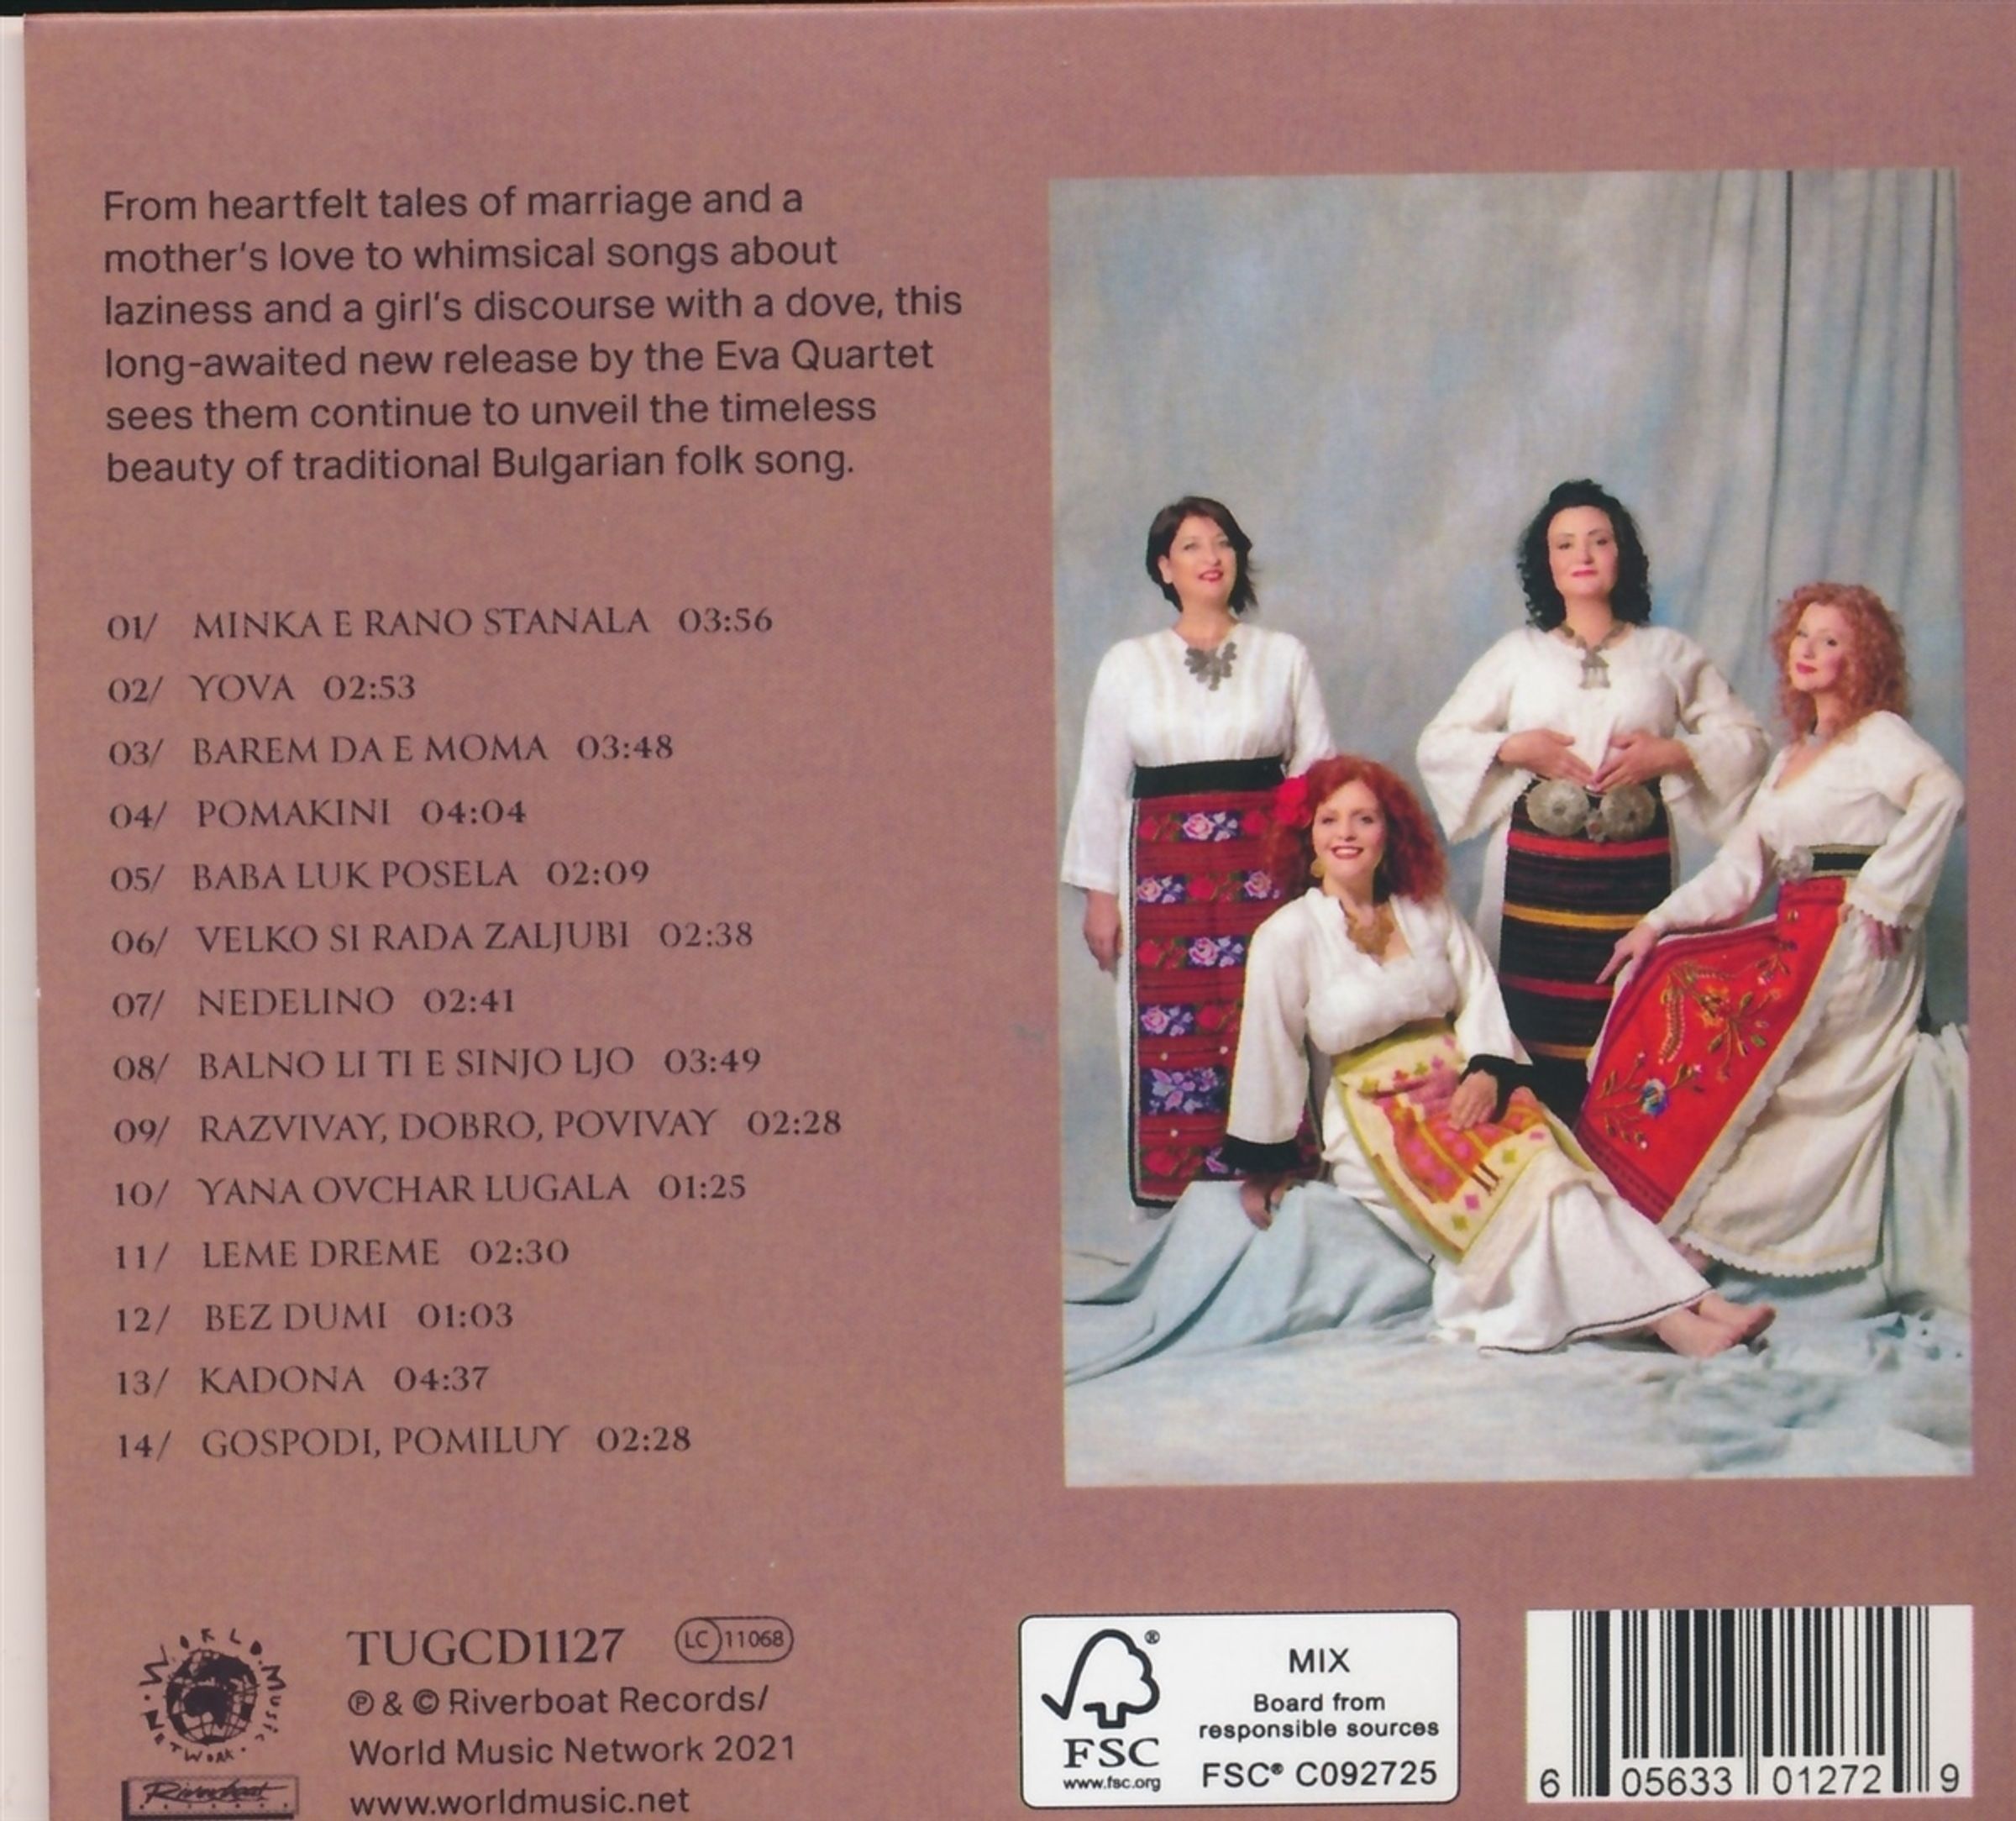 From heartfelt tales of marriage and a
mother's love to whimsical songs about
laziness and a girl's discourse with a dove, this
long-awaited new release by the Eva Quartet
sees them continue to unveil the timeless
beauty of traditional Bulgarian folk song.
01/ MINKA E RANO STANALA 03:56
02/ YOVA 02:53
03/ BAREM DA E MOMA 03:48
04/ POMAKINI 04:04
05/ BABA LUK POSELA 02:09
06/ VELKO SI RADA ZALJUBI 02:38
07/ NEDELINO 02:41
08/ BALNO LI TI E SINJO LJO 03:49
09/ RAZVIVAY, DOBRO, POVIVAY 02:28
10/ YANA OVCHAR LUGALA 01:25
11/ LEME DREME 02:30
12/ BEZ DUMI 01:03
13/ KADONA 04:37
14/ GOSPODI, POMILUY 02:28
WORLD MUSIC NETWORK
Riverboat
TUGCD1127 LC 11068
℗ & © Riverboat Records/
World Music Network 2021
www.worldmusic.net
®
FSC
www.fsc.org
MIX
Board from
responsible sources
FSC® C092725
6 05633 01272 9